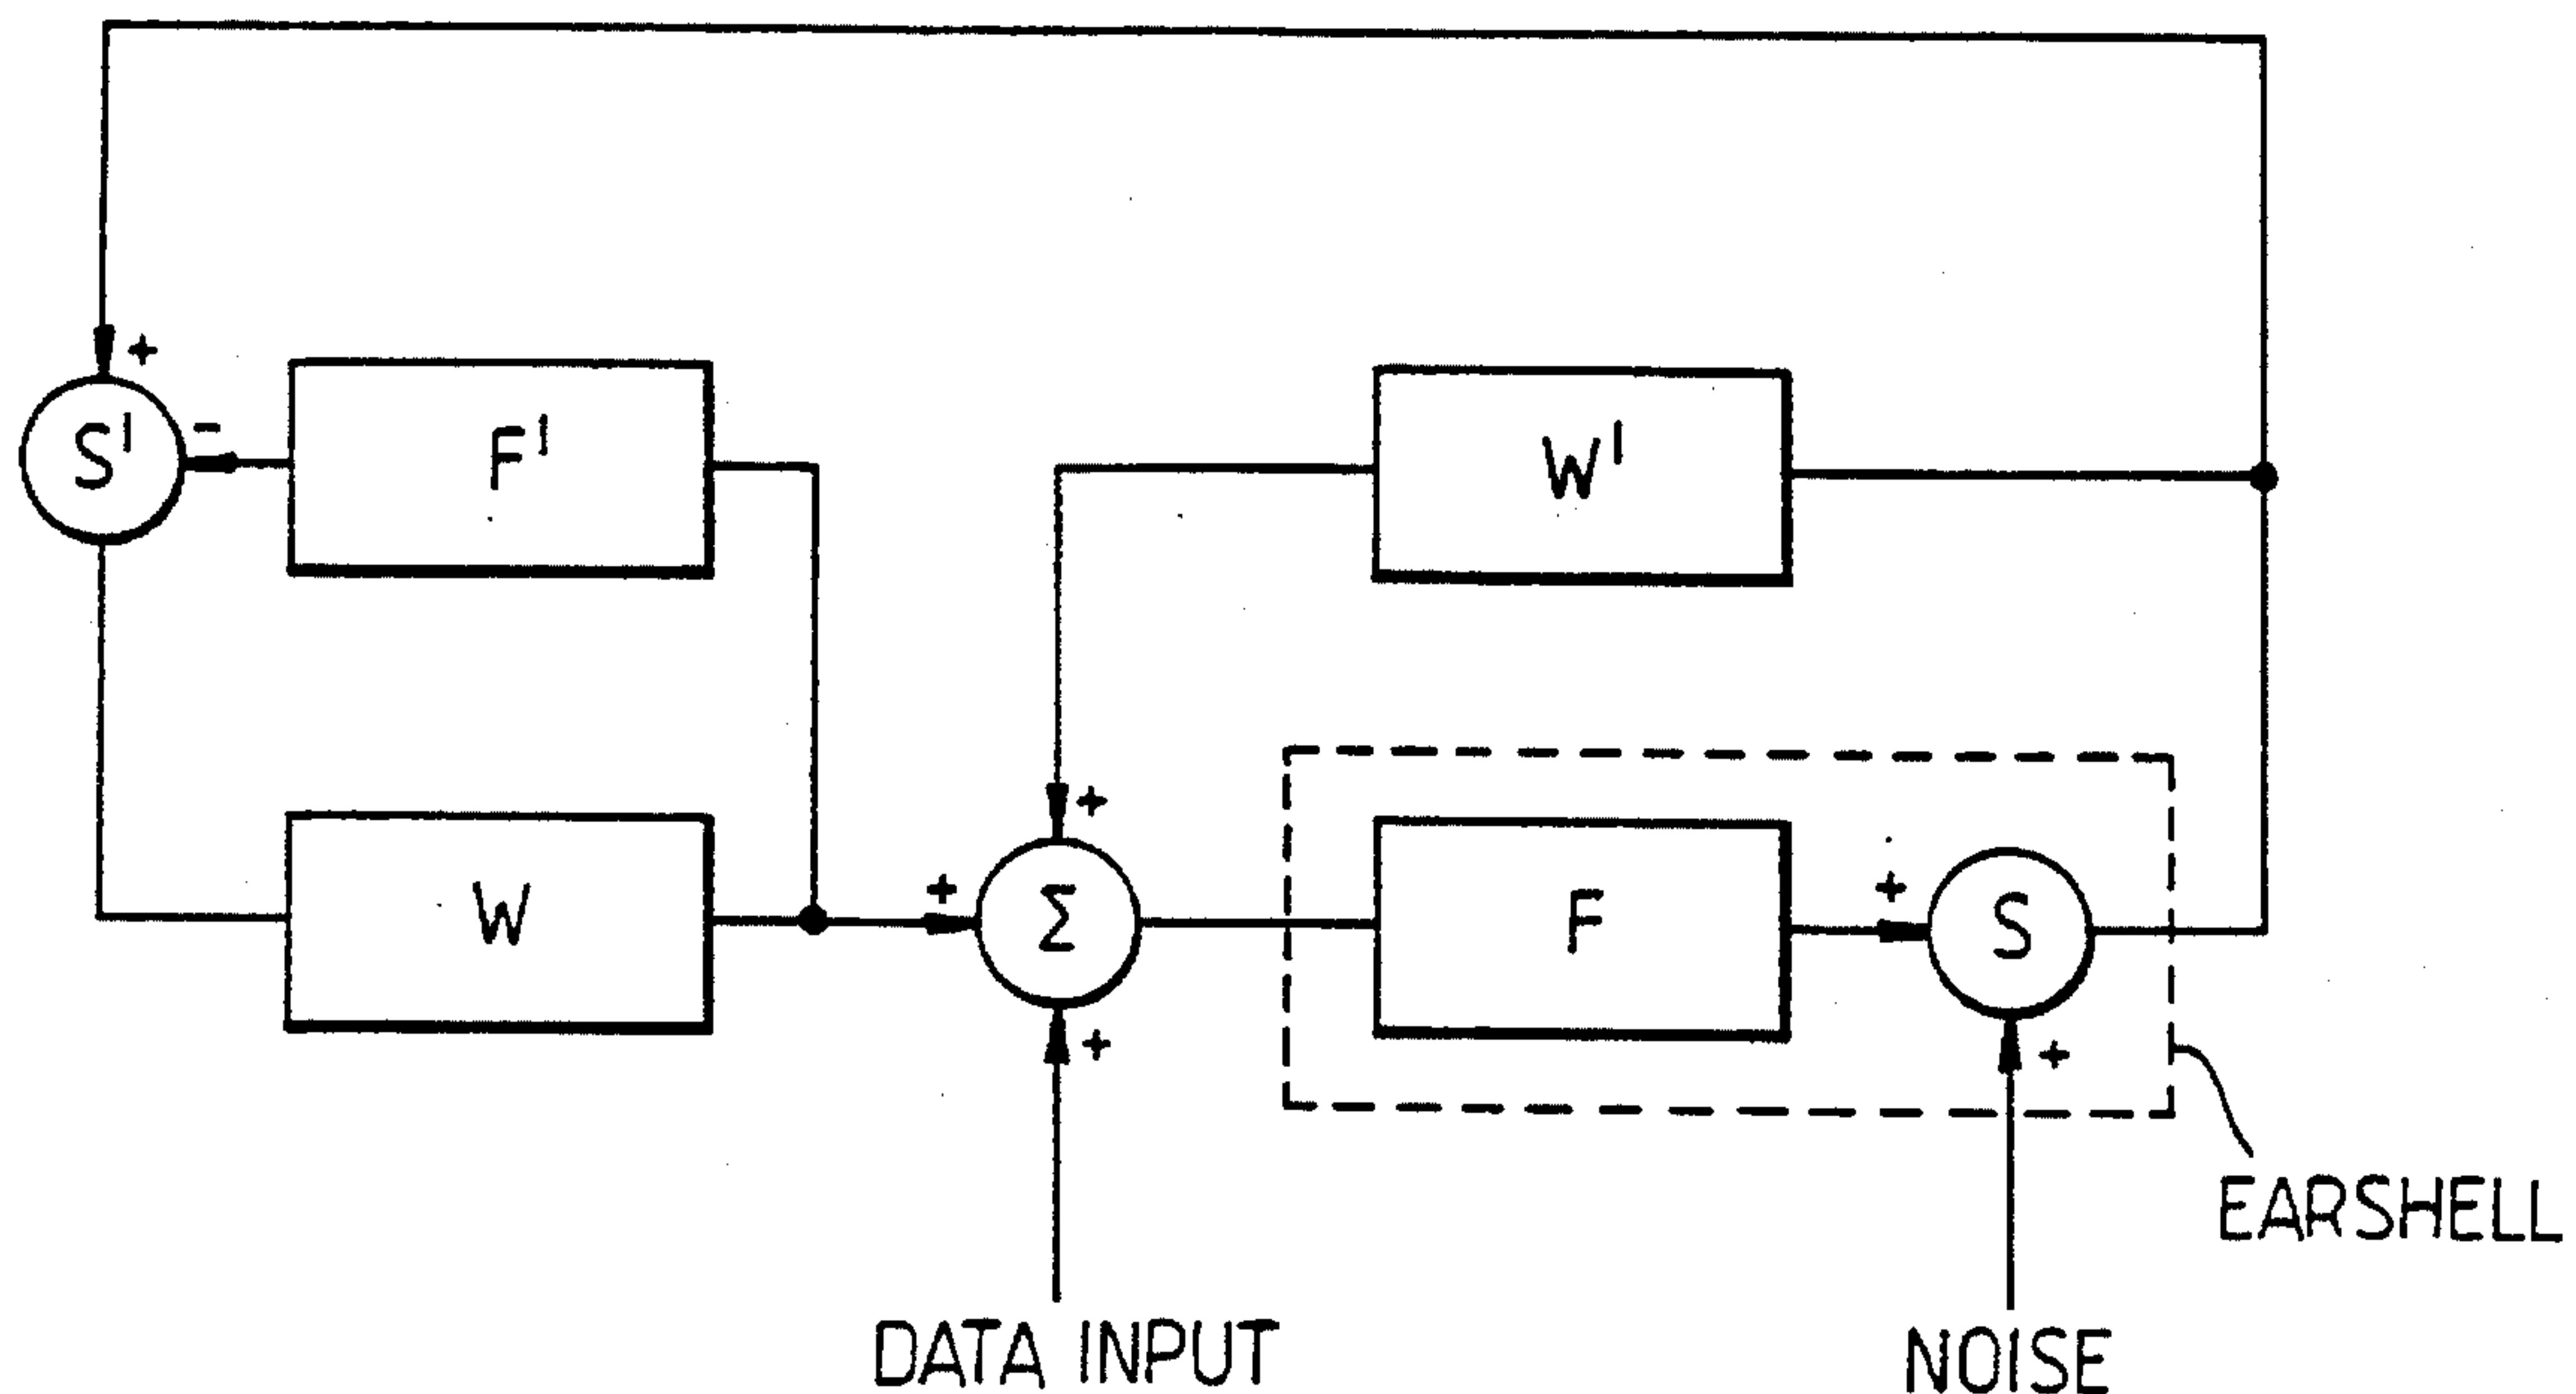 +
S'
-
F'
W'
+
W
+
Σ
+
F
+
S
+
EARSHELL
DATA INPUT
NOISE